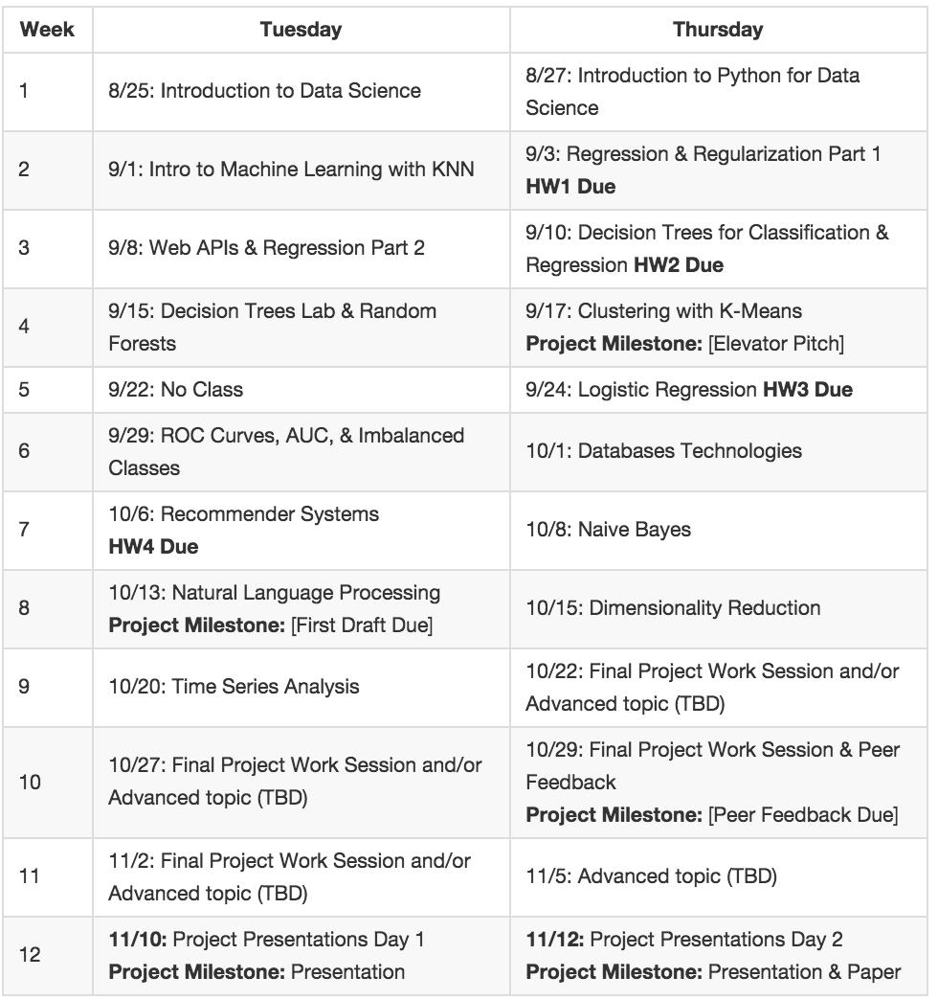 Week Tuesday Thursday
1
8/25: Introduction to Data Science
8/27: Introduction to Python for Data
Science
2
9/1: Intro to Machine Learning with KNN
9/3: Regression & Regularization Part 1
HW1 Due
3
9/8: Web APIs & Regression Part 2
9/10: Decision Trees for Classification &
Regression HW2 Due
4
9/15: Decision Trees Lab & Random
Forests
9/17: Clustering with K-Means
Project Milestone: [Elevator Pitch]
5
9/22: No Class
9/24: Logistic Regression HW3 Due
6
9/29: ROC Curves, AUC, & Imbalanced
Classes
10/1: Databases Technologies
7
10/6: Recommender Systems
HW4 Due
10/8: Naive Bayes
8
10/13: Natural Language Processing
Project Milestone: [First Draft Due]
10/15: Dimensionality Reduction
9
10/20: Time Series Analysis
10/22: Final Project Work Session and/or
Advanced topic (TBD)
10
10/27: Final Project Work Session and/or
Advanced topic (TBD)
10/29: Final Project Work Session & Peer
Feedback
Project Milestone: [Peer Feedback Due]
11
11/2: Final Project Work Session and/or
Advanced topic (TBD)
11/5: Advanced topic (TBD)
12
11/10: Project Presentations Day 1
Project Milestone: Presentation
11/12: Project Presentations Day 2
Project Milestone: Presentation & Paper